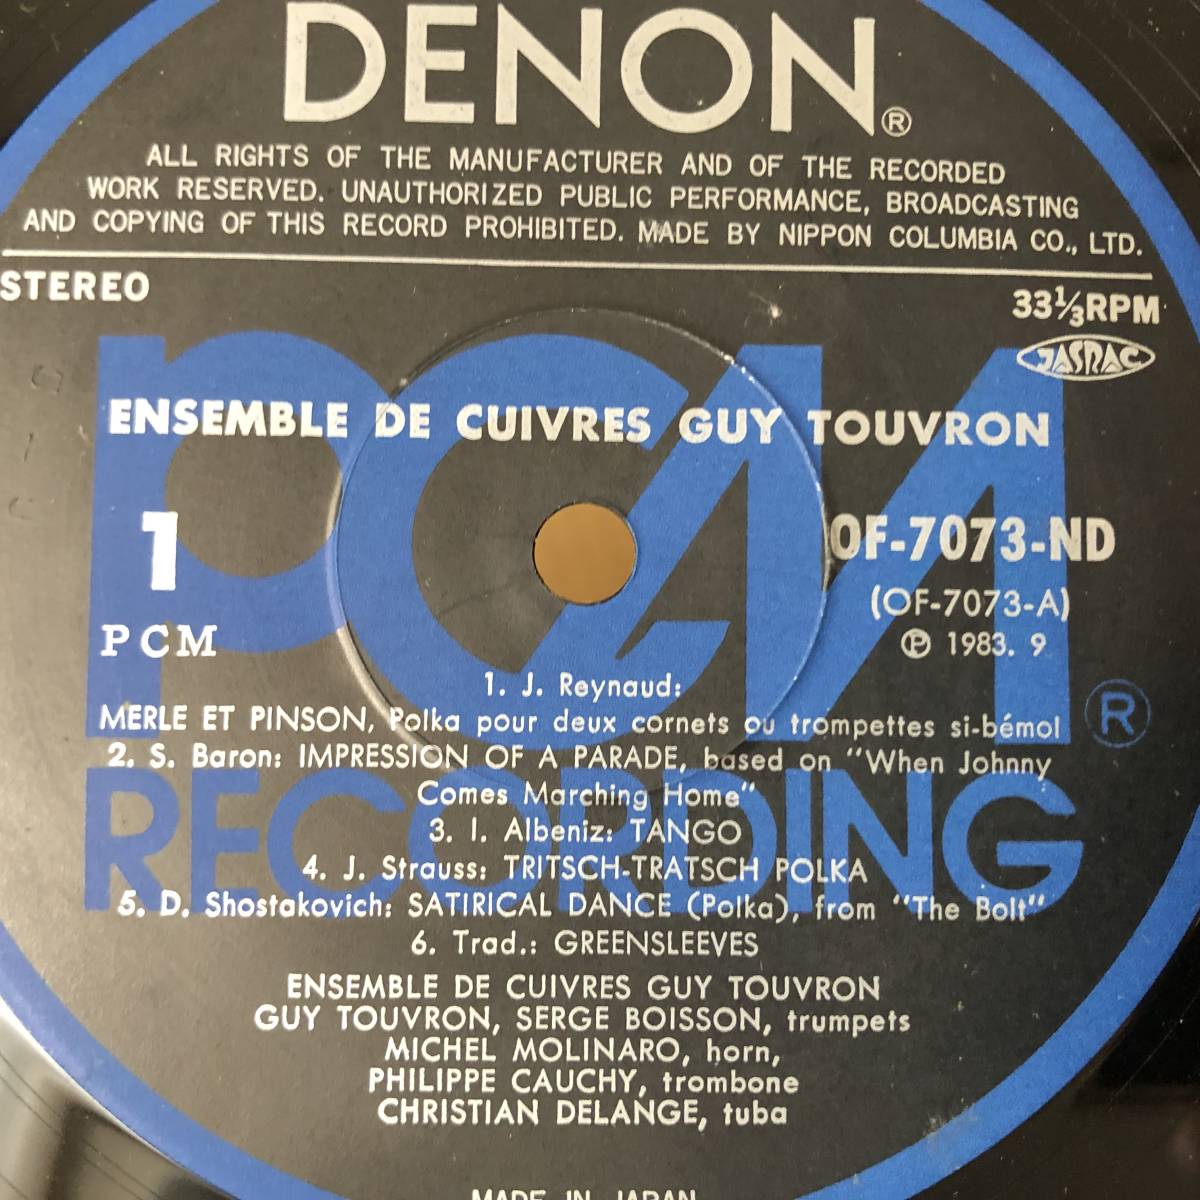 DENON®
ALL RIGHTS OF THE MANUFACTURER AND OF THE RECORDED
WORK RESERVED. UNAUTHORIZED PUBLIC PERFORMANCE, BROADCASTING
AND COPYING OF THIS RECORD PROHIBITED. MADE BY NIPPON COLUMBIA CO., LTD.
STEREO
33⅓RPM
JASRAC
ENSEMBLE DE CUIVRES GUY TOUVRON
1
OF-7073-ND
(OF-7073-A)
PCM
Ⓟ 1983. 9
PCM
RECORDING®
1. J. Reynaud:
MERLE ET PINSON, Polka pour deux cornets ou trompettes si-bémol
2. S. Baron: IMPRESSION OF A PARADE, based on "When Johnny
Comes Marching Home"
3. I. Albeniz: TANGO
4. J. Strauss: TRITSCH-TRATSCH POLKA
5. D. Shostakovich: SATIRICAL DANCE (Polka), from "The Bolt"
6. Trad.: GREENSLEEVES
ENSEMBLE DE CUIVRES GUY TOUVRON
GUY TOUVRON, SERGE BOISSON, trumpets
MICHEL MOLINARO, horn,
PHILIPPE CAUCHY, trombone
CHRISTIAN DELANGE, tuba
MADE IN JAPAN